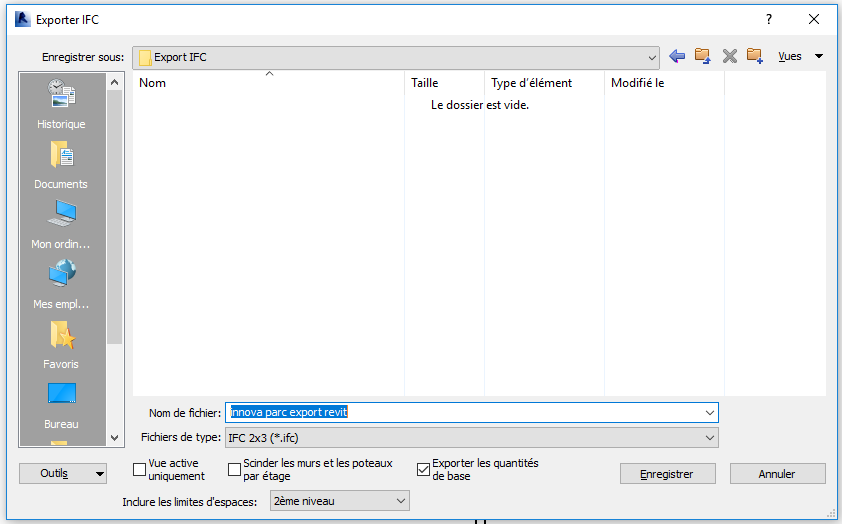 Exporter IFC
Enregistrer sous:
Export IFC
Vues
Nom
Taille
Type d'élément
Modifié le
Le dossier est vide.
Historique
Documents
Mon ordin...
Mes empl...
Favoris
Bureau
Nom de fichier:
innova parc export revit
Fichiers de type:
IFC 2x3 (*.ifc)
Outils
Vue active
uniquement
Scinder les murs et les poteaux
par étage
Exporter les quantités
de base
Enregistrer
Annuler
Inclure les limites d'espaces:
2ème niveau